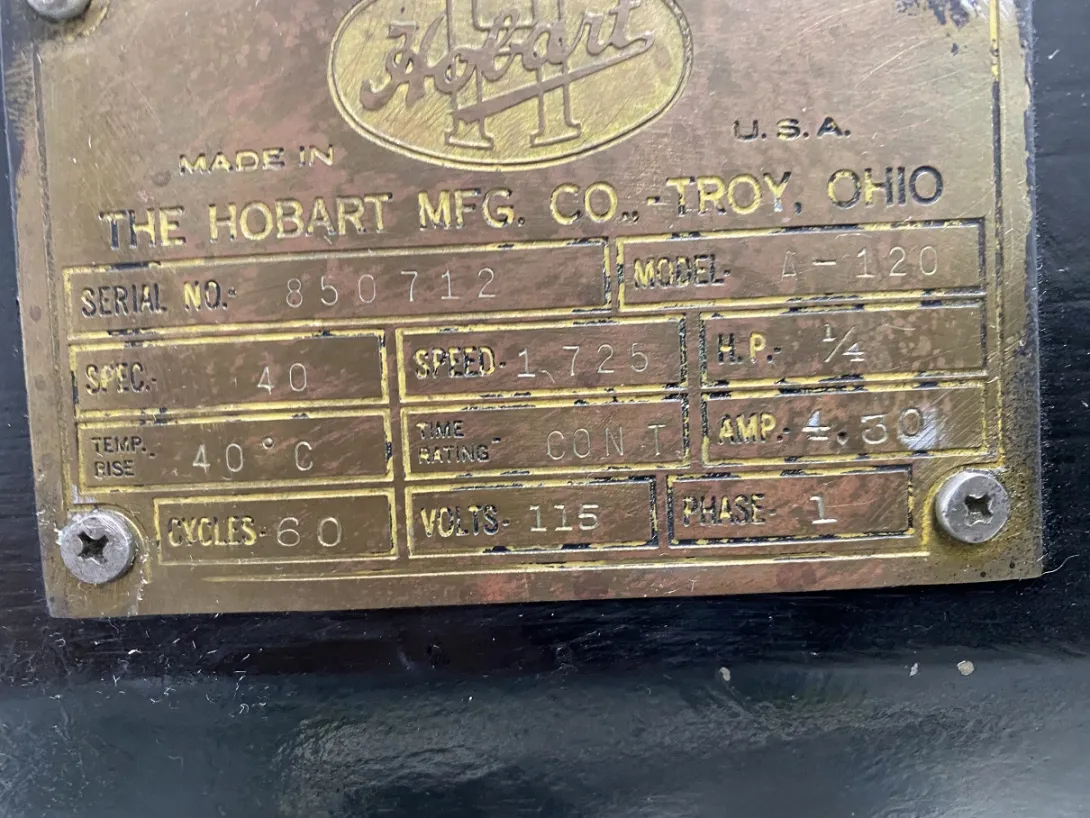 Hobart
MADE IN U.S.A.
THE HOBART MFG. CO., - TROY, OHIO
SERIAL NO. - 850712 MODEL - A-120
SPEC. - 40 SPEED - 1,725 H.P. - ¼
TEMP. RISE - 40°C TIME RATING - CONT. AMP. - 4.30
CYCLES - 60 VOLTS - 115 PHASE - 1